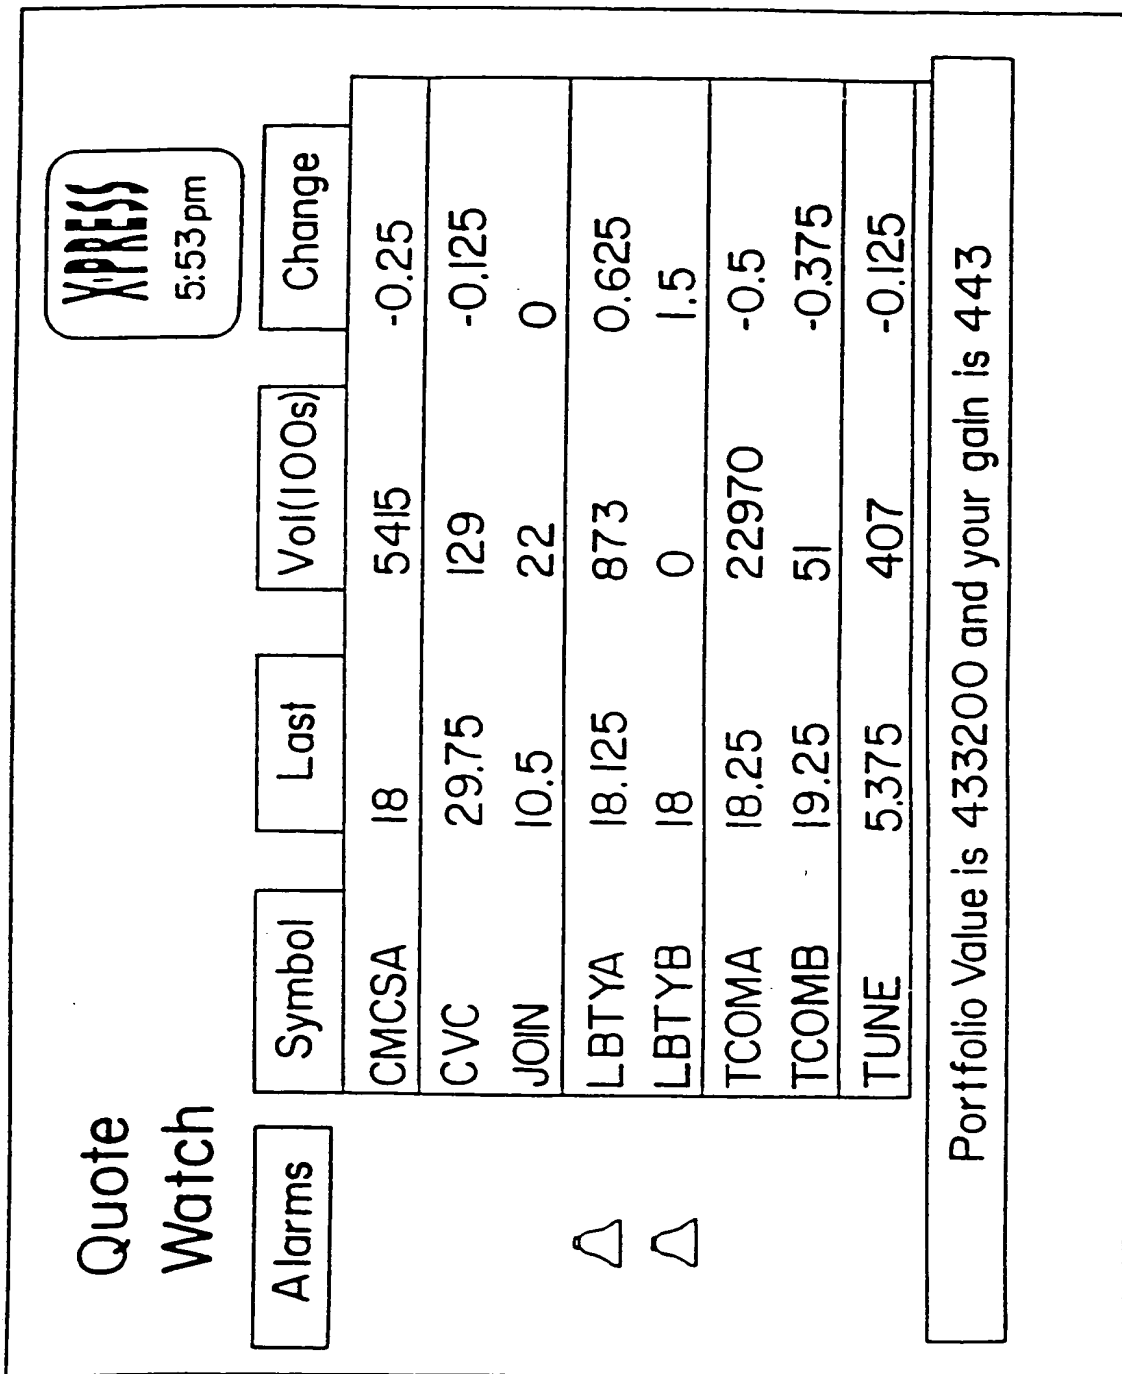 Quote
Watch
X·PRESS
5:53pm
Alarms Symbol Last Vol(100s) Change
CMCSA 18 5415 -0.25
CVC 29.75 129 -0.125
JOIN 10.5 22 0
LBTYA 18.125 873 0.625
LBTYB 18 0 1.5
TCOMA 18.25 22970 -0.5
TCOMB 19.25 51 -0.375
TUNE 5.375 407 -0.125
Portfolio Value is 433200 and your gain is 443